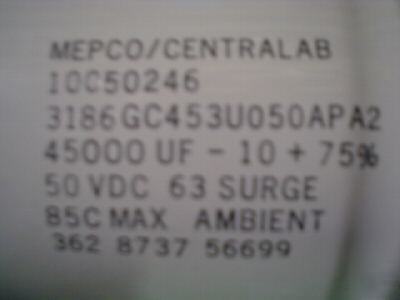 MEPCO/CENTRALAB
10C50246
3186GC453U050APA2
45000 UF - 10 + 75%
50 VDC 63 SURGE
85C MAX AMBIENT
362 8737 56699